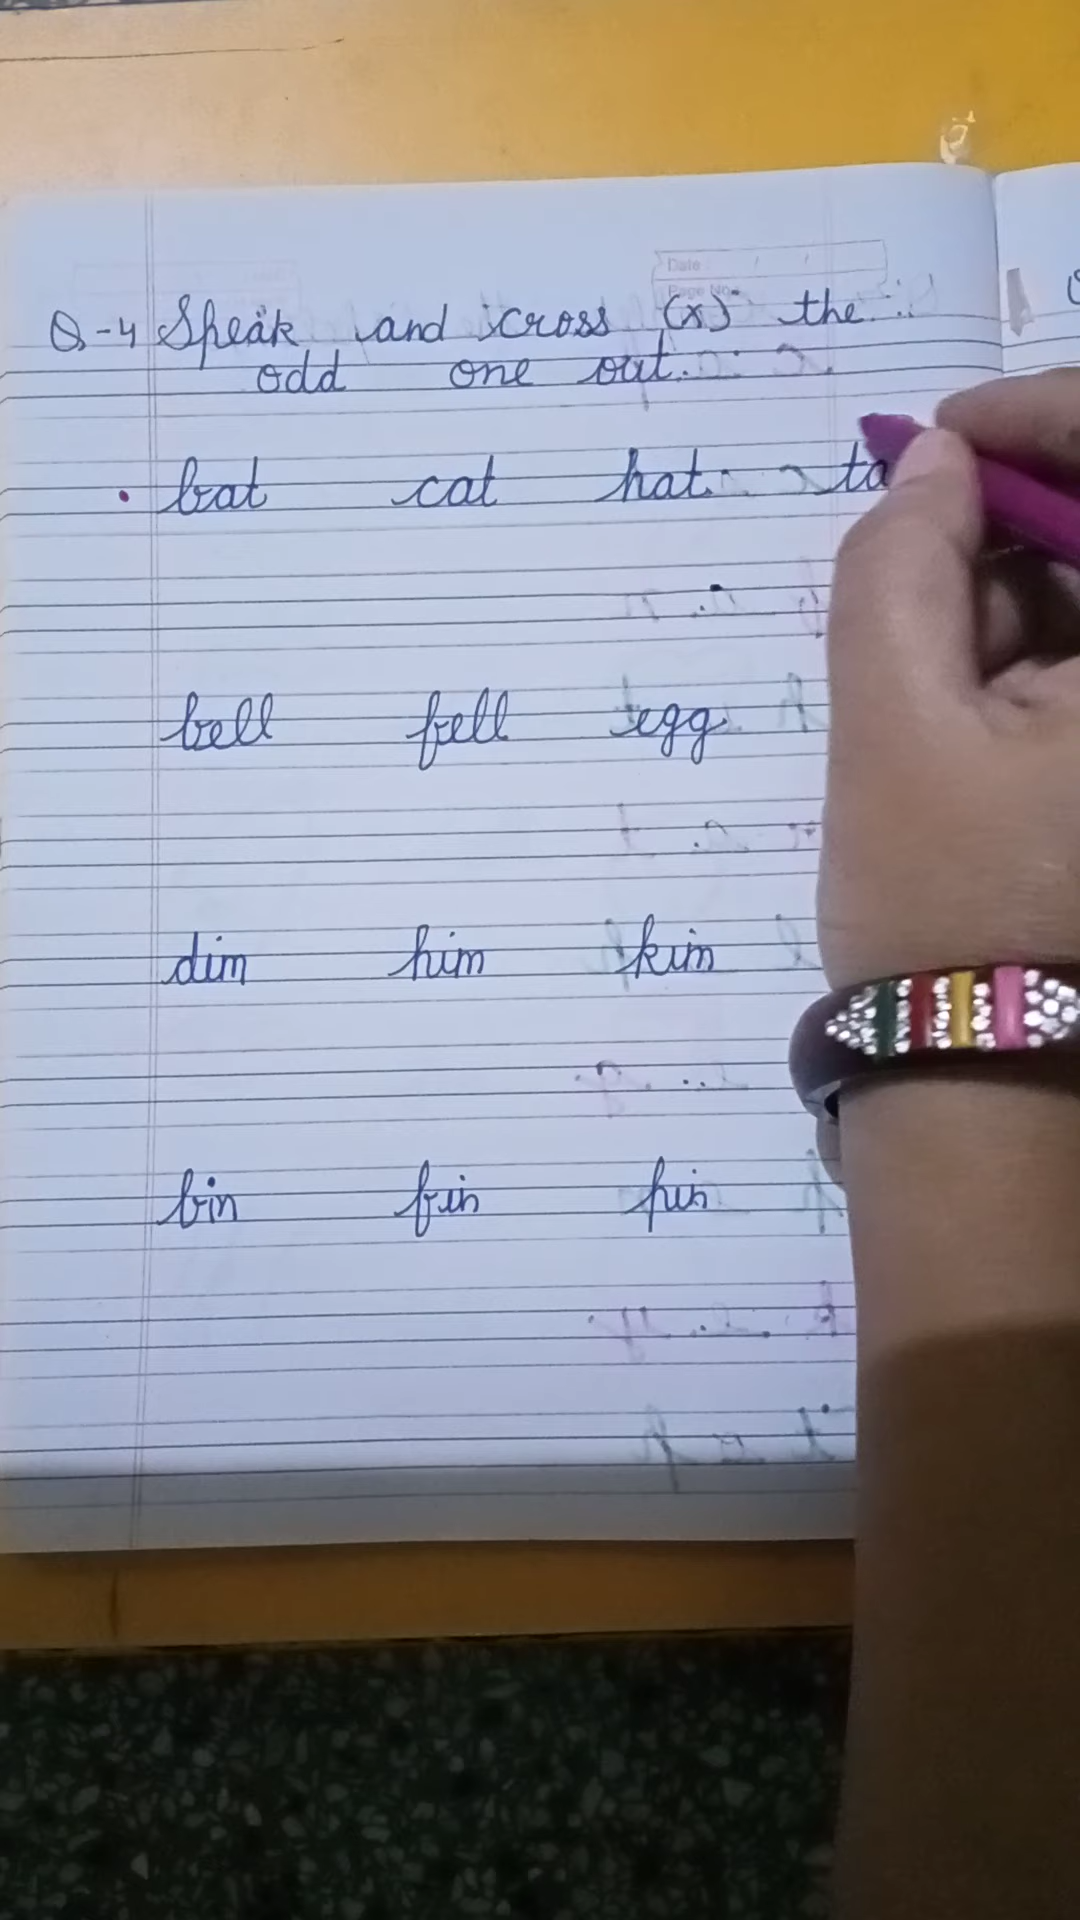 Q-4 Speak and cross (x) the
odd one out.
bat cat hat
bell fell egg
dim him kim
bin fin pin